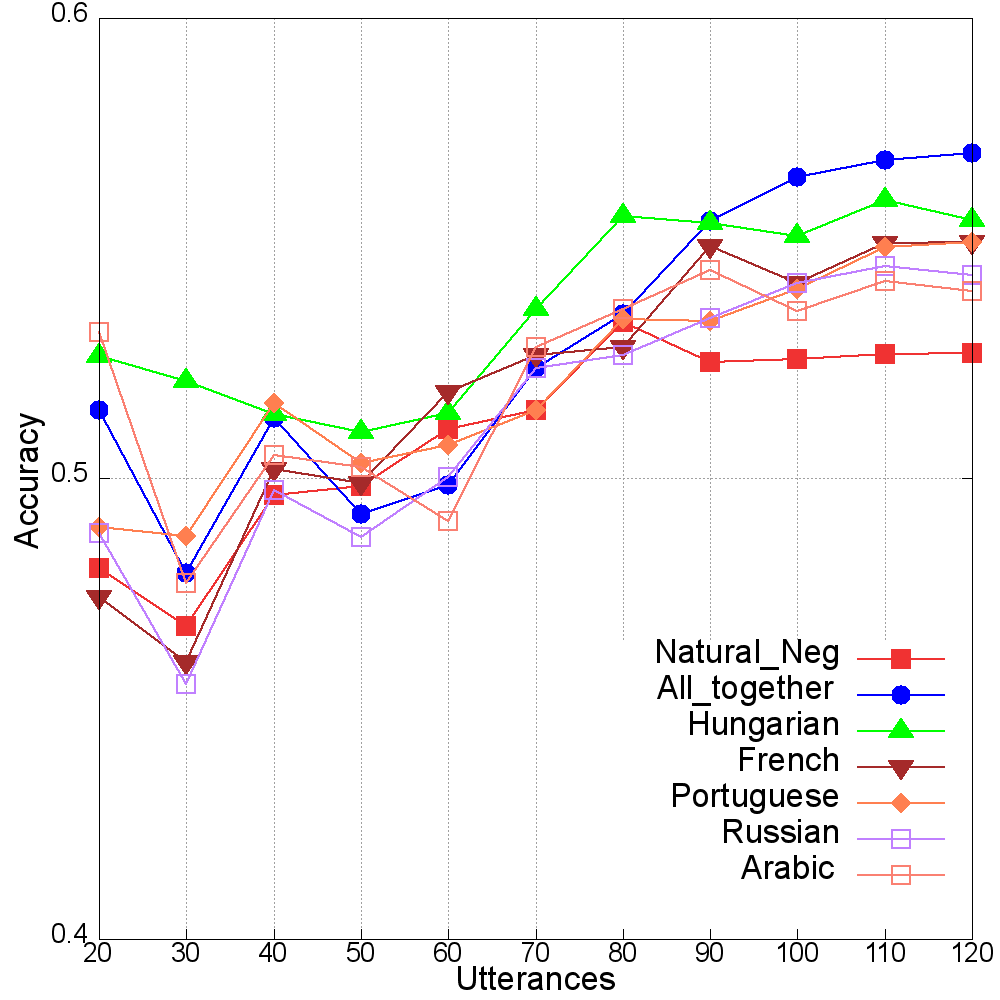 0.6
0.5
0.4
Accuracy
20 30 40 50 60 70 80 90 100 110 120
Utterances
Natural_Neg
All_together
Hungarian
French
Portuguese
Russian
Arabic